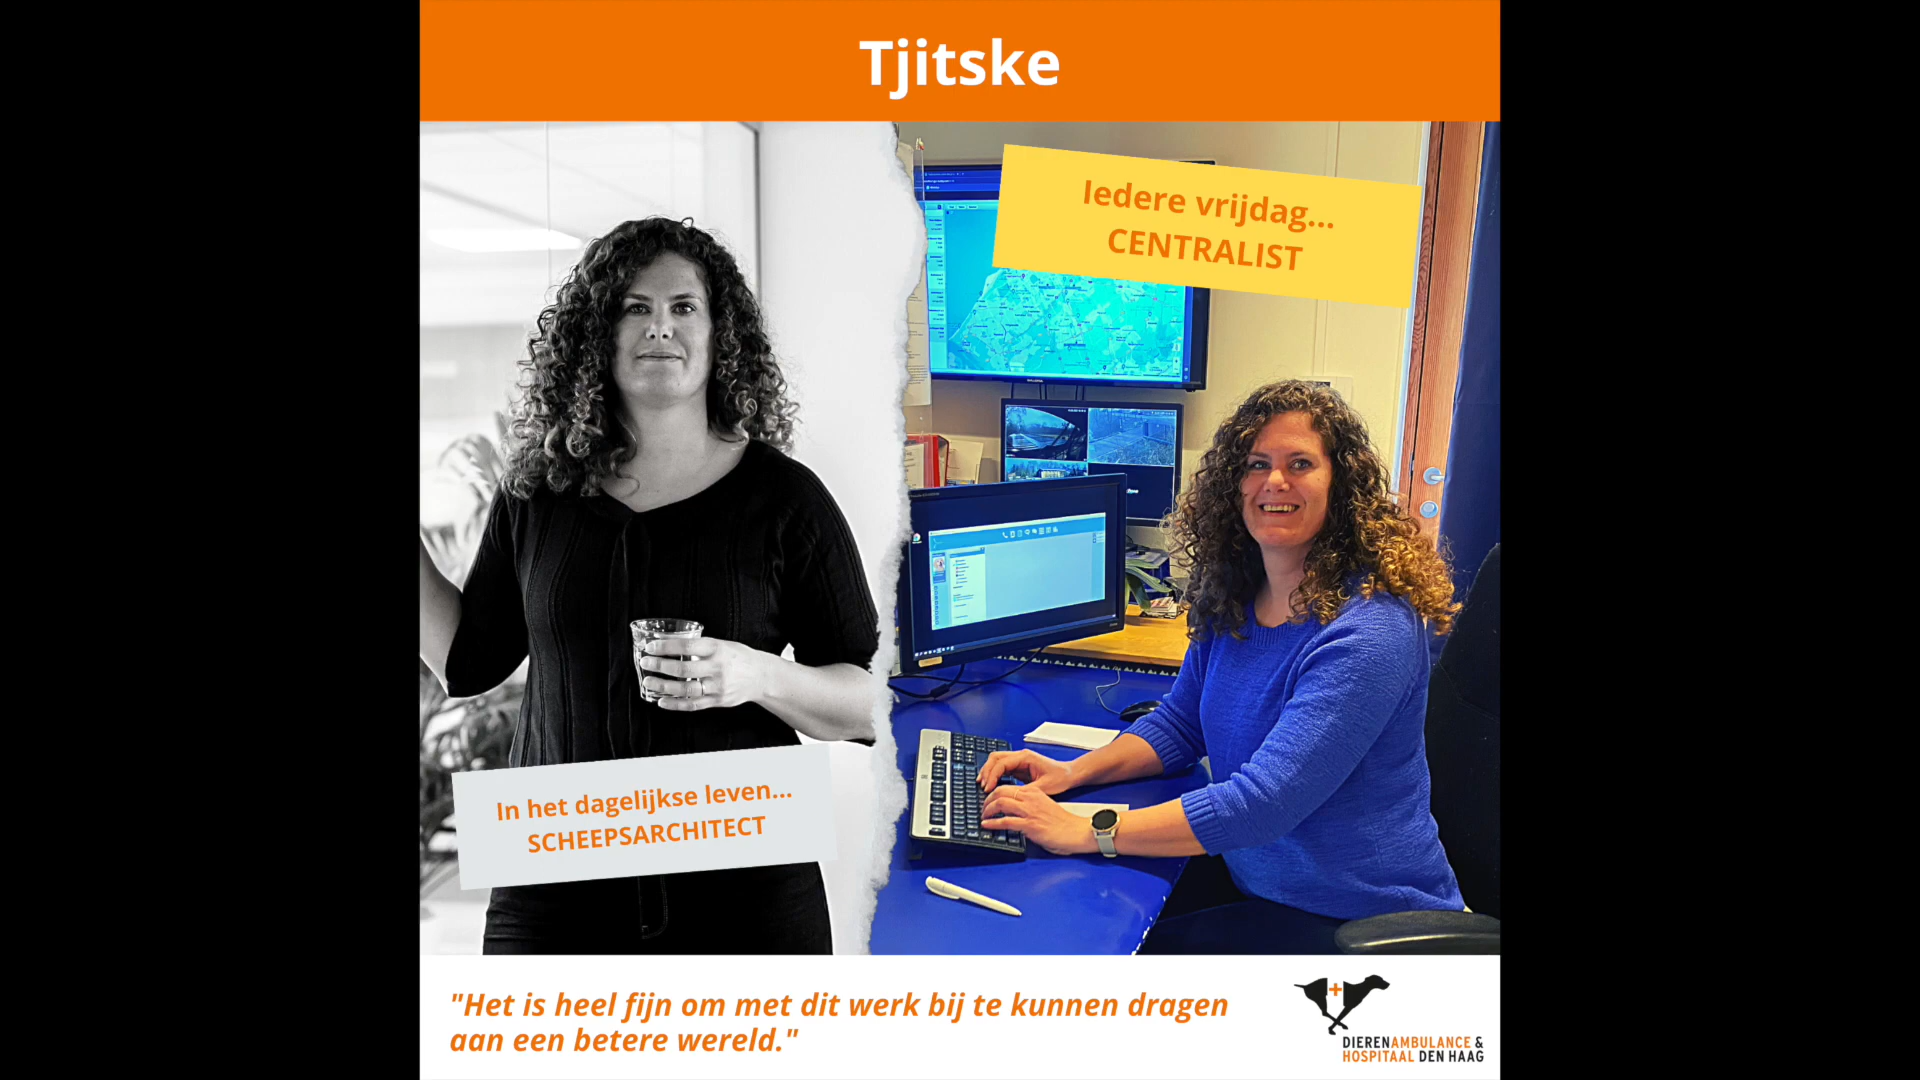 Tjitske
Iedere vrijdag...
CENTRALIST
In het dagelijkse leven...
SCHEEPSARCHITECT
"Het is heel fijn om met dit werk bij te kunnen dragen
aan een betere wereld."
DIERENAMBULANCE &
HOSPITAAL DEN HAAG